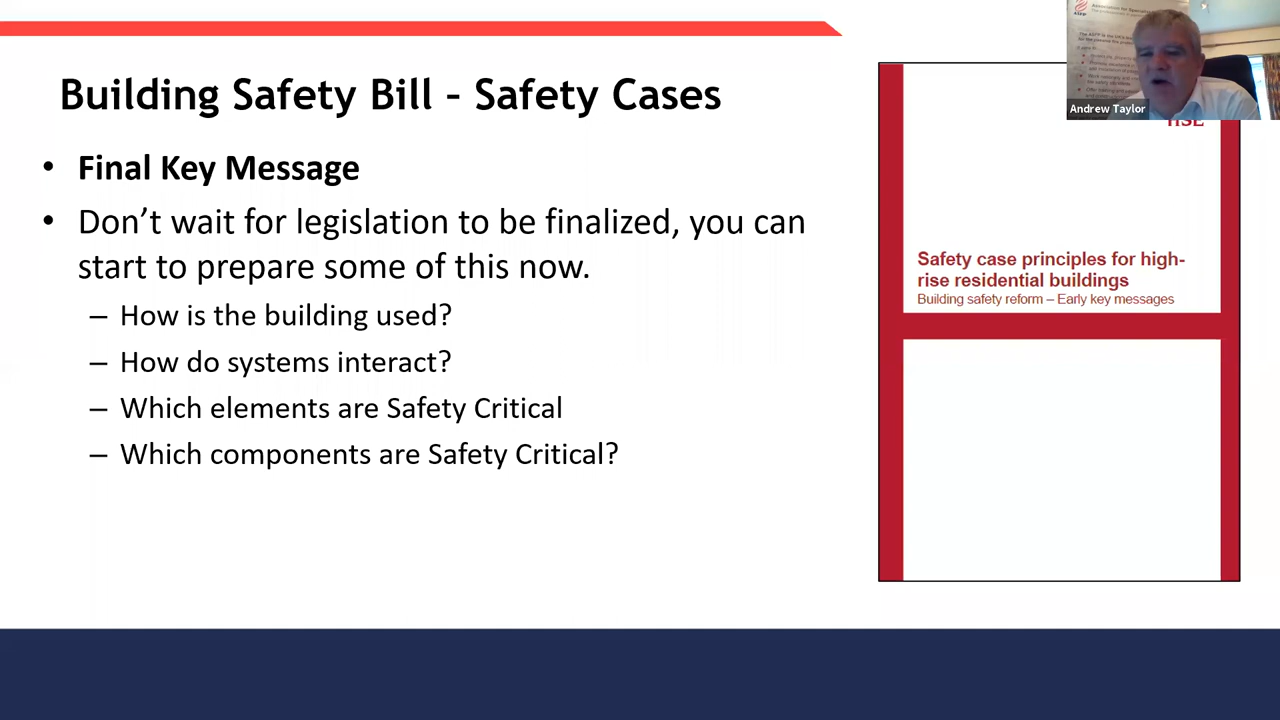 Building Safety Bill - Safety Cases
• Final Key Message
• Don’t wait for legislation to be finalized, you can
start to prepare some of this now.
– How is the building used?
– How do systems interact?
– Which elements are Safety Critical
– Which components are Safety Critical?
Andrew Taylor
HSE
Safety case principles for high-
rise residential buildings
Building safety reform – Early key messages